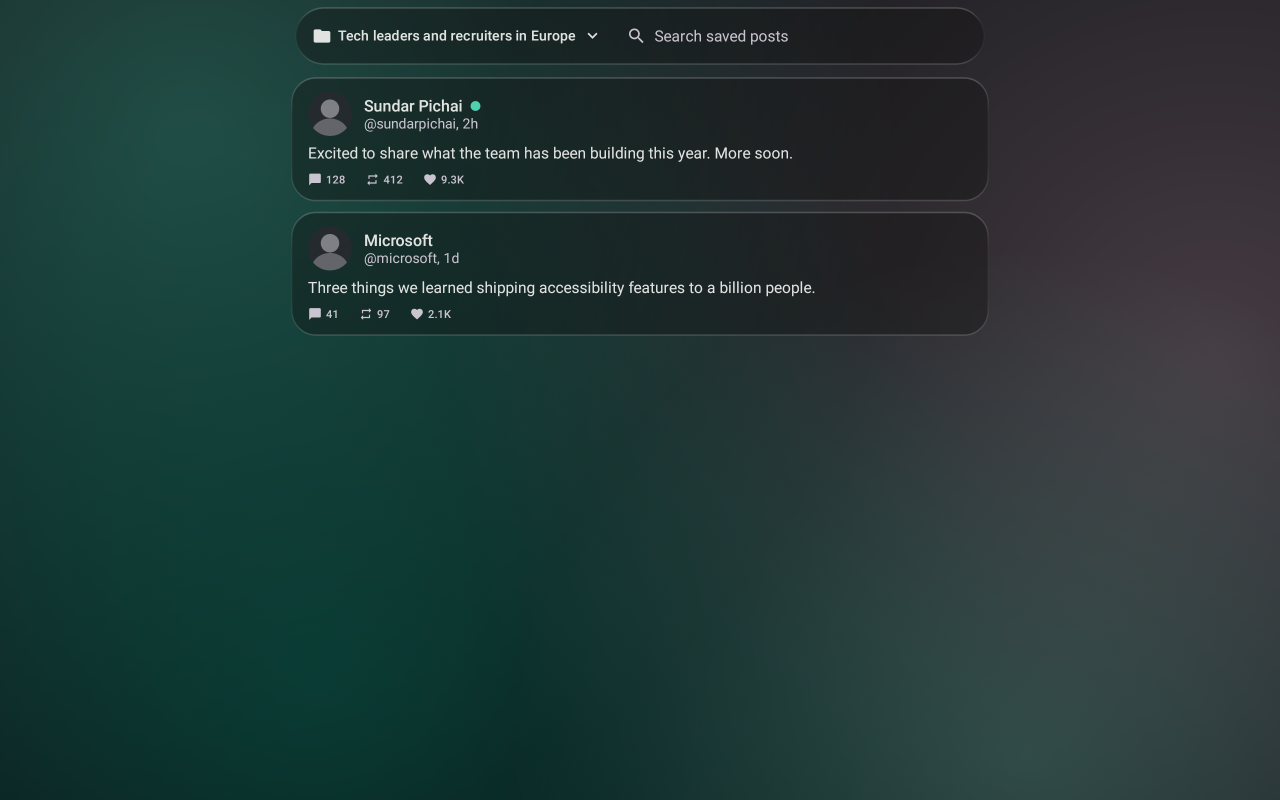 Tech leaders and recruiters in Europe
Search saved posts
Sundar Pichai
@sundarpichai, 2h
Excited to share what the team has been building this year. More soon.
128 412 9.3K
Microsoft
@microsoft, 1d
Three things we learned shipping accessibility features to a billion people.
41 97 2.1K